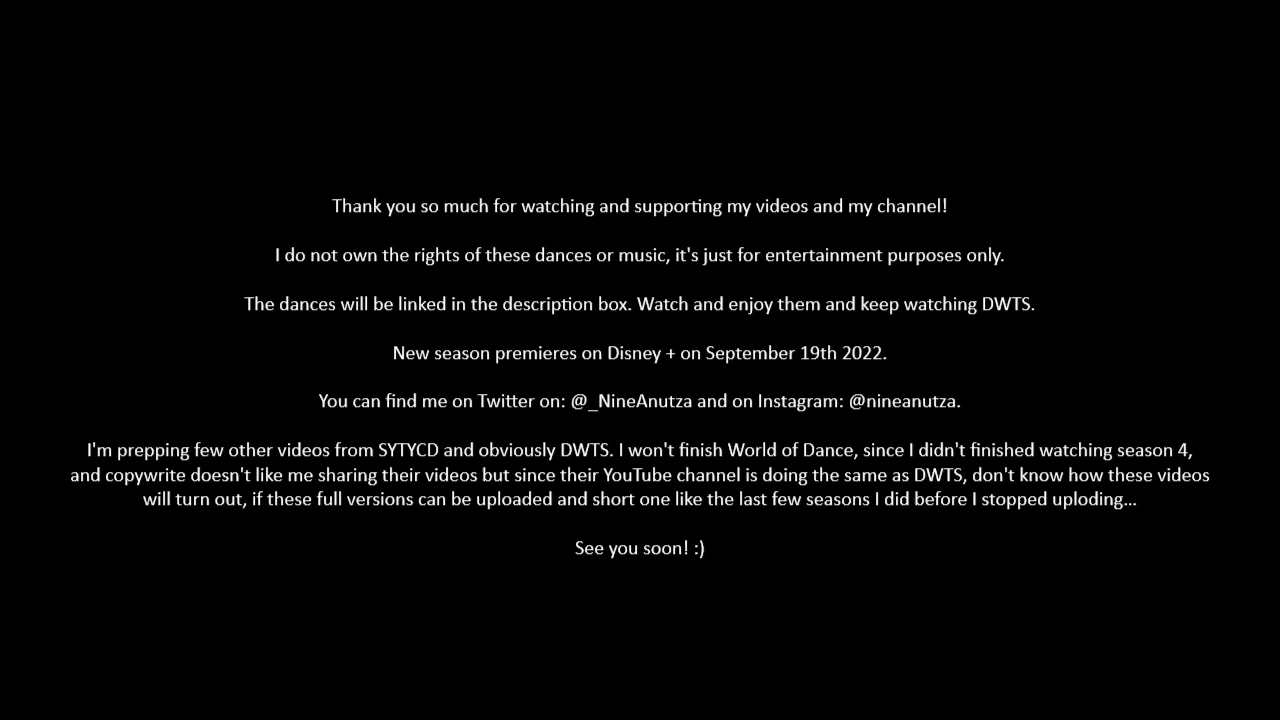 Thank you so much for watching and supporting my videos and my channel!
I do not own the rights of these dances or music, it's just for entertainment purposes only.
The dances will be linked in the description box. Watch and enjoy them and keep watching DWTS.
New season premieres on Disney + on September 19th 2022.
You can find me on Twitter on: @_NineAnutza and on Instagram: @nineanutza.
I'm prepping few other videos from SYTYCD and obviously DWTS. I won't finish World of Dance, since I didn't finished watching season 4,
and copywrite doesn't like me sharing their videos but since their YouTube channel is doing the same as DWTS, don't know how these videos
will turn out, if these full versions can be uploaded and short one like the last few seasons I did before I stopped uploding...
See you soon! :)